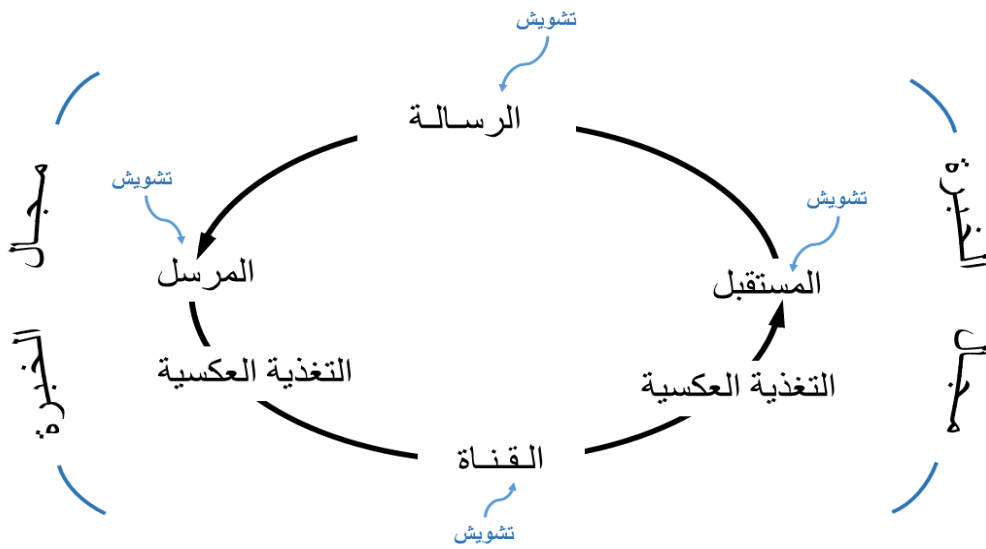 تشويش
الرسالة
تشويش
تشويش
مجال
الخبرة
المرسل
المستقبل
الخبرة
مجال
التغذية العكسية
التغذية العكسية
القناة
تشويش